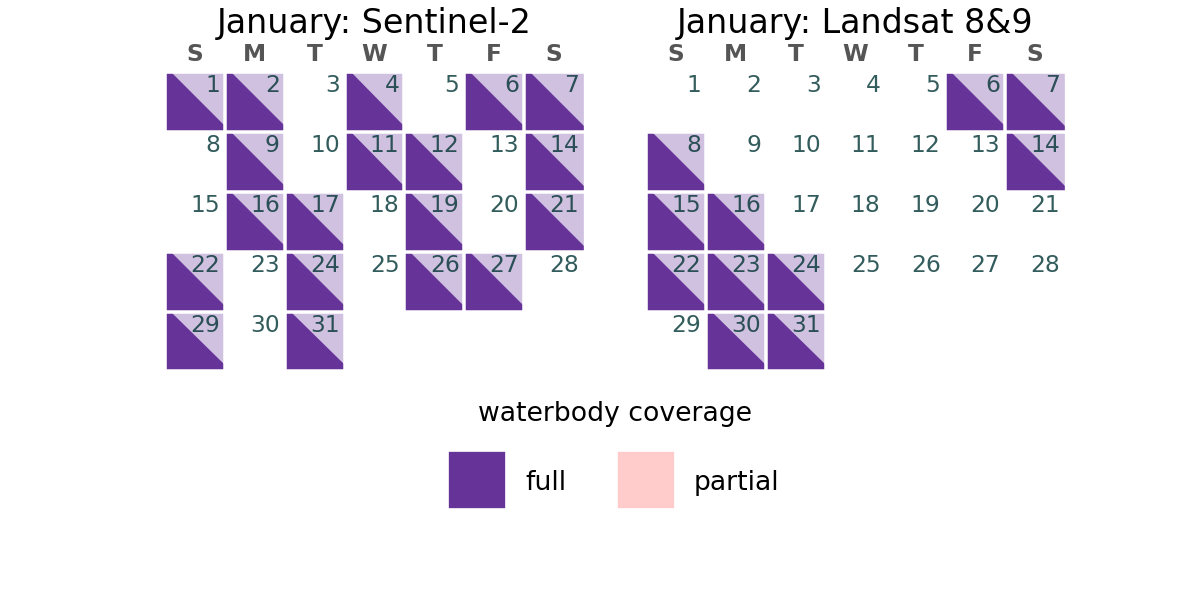 January: Sentinel-2
S M T W T F S
1 2 3 4 5 6 7
8 9 10 11 12 13 14
15 16 17 18 19 20 21
22 23 24 25 26 27 28
29 30 31
January: Landsat 8&9
S M T W T F S
1 2 3 4 5 6 7
8 9 10 11 12 13 14
15 16 17 18 19 20 21
22 23 24 25 26 27 28
29 30 31
waterbody coverage
full partial